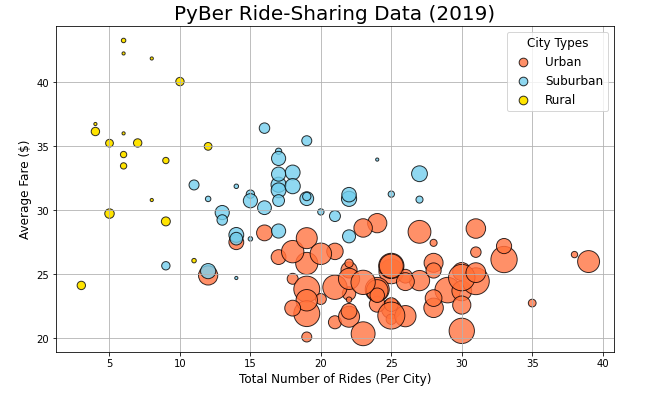 PyBer Ride-Sharing Data (2019)
City Types
Urban
Suburban
Rural
Average Fare ($)
40
35
30
25
20
5 10 15 20 25 30 35 40
Total Number of Rides (Per City)